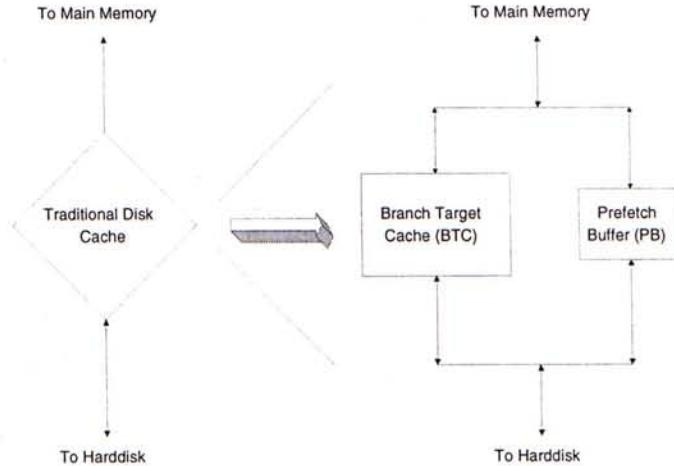 To Main Memory
To Main Memory
Traditional Disk
Cache
Branch Target
Cache (BTC)
Prefetch
Buffer (PB)
To Harddisk
To Harddisk